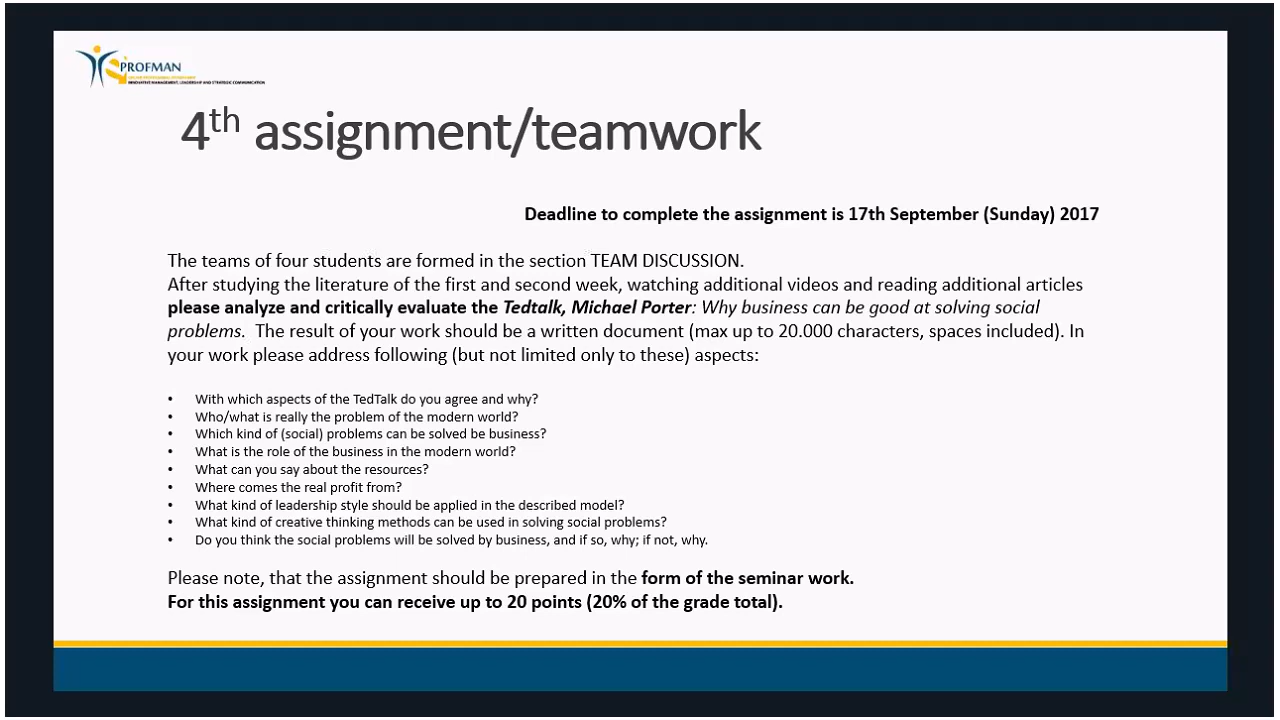 PROFMAN
INNOVATIVE MANAGEMENT, LEADERSHIP AND STRATEGIC COMMUNICATION
4th assignment/teamwork
Deadline to complete the assignment is 17th September (Sunday) 2017
The teams of four students are formed in the section TEAM DISCUSSION.
After studying the literature of the first and second week, watching additional videos and reading additional articles
please analyze and critically evaluate the Tedtalk, Michael Porter: Why business can be good at solving social
problems. The result of your work should be a written document (max up to 20.000 characters, spaces included). In
your work please address following (but not limited only to these) aspects:
• With which aspects of the TedTalk do you agree and why?
• Who/what is really the problem of the modern world?
• Which kind of (social) problems can be solved be business?
• What is the role of the business in the modern world?
• What can you say about the resources?
• Where comes the real profit from?
• What kind of leadership style should be applied in the described model?
• What kind of creative thinking methods can be used in solving social problems?
• Do you think the social problems will be solved by business, and if so, why; if not, why.
Please note, that the assignment should be prepared in the form of the seminar work.
For this assignment you can receive up to 20 points (20% of the grade total).